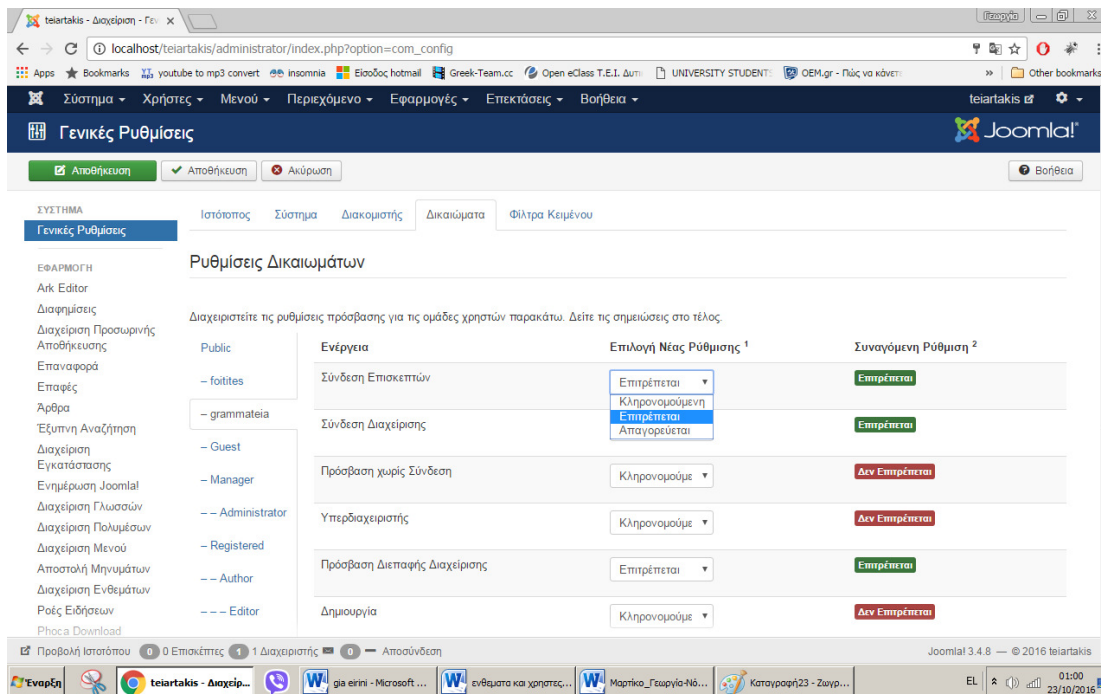 teiartakis - Διαχείριση - Γεν
Γεωργία
localhost/teiartakis/administrator/index.php?option=com_config
Apps Bookmarks youtube to mp3 convert insomnia Είσοδος hotmail Greek-Team.cc Open eClass T.E.I. Δυτι UNIVERSITY STUDENT OEM.gr - Πώς να κάνετε » Other bookmarks
Σύστημα Χρήστες Μενού Περιεχόμενο Εφαρμογές Επεκτάσεις Βοήθεια teiartakis
Γενικές Ρυθμίσεις Joomla!
Αποθήκευση Αποθήκευση Ακύρωση Βοήθεια
ΣΥΣΤΗΜΑ
Γενικές Ρυθμίσεις
ΕΦΑΡΜΟΓΗ
Ark Editor
Διαφημίσεις
Διαχείριση Προσωρινής
Αποθήκευσης
Επαναφορά
Επαφές
Άρθρα
Έξυπνη Αναζήτηση
Διαχείριση
Εγκατάστασης
Ενημέρωση Joomla!
Διαχείριση Γλωσσών
Διαχείριση Πολυμέσων
Διαχείριση Μενού
Αποστολή Μηνυμάτων
Διαχείριση Ενθεμάτων
Ροές Ειδήσεων
Phoca Download
Ιστότοπος Σύστημα Διακομιστής Δικαιώματα Φίλτρα Κειμένου
Ρυθμίσεις Δικαιωμάτων
Διαχειριστείτε τις ρυθμίσεις πρόσβασης για τις ομάδες χρηστών παρακάτω. Δείτε τις σημειώσεις στο τέλος.
Public
– foitites
– grammateia
– Guest
– Manager
– – Administrator
– Registered
– – Author
– – – Editor
Ενέργεια Επιλογή Νέας Ρύθμισης 1 Συναγόμενη Ρύθμιση 2
Σύνδεση Επισκεπτών Επιτρέπεται Επιτρέπεται
Κληρονομούμενη
Επιτρέπεται
Απαγορεύεται
Σύνδεση Διαχείρισης Επιτρέπεται
Πρόσβαση χωρίς Σύνδεση Κληρονομούμε Δεν Επιτρέπεται
Υπερδιαχειριστής Κληρονομούμε Δεν Επιτρέπεται
Πρόσβαση Διεπαφής Διαχείρισης Επιτρέπεται Επιτρέπεται
Δημιουργία Κληρονομούμε Δεν Επιτρέπεται
Προβολή Ιστοτόπου 0 0 Επισκέπτες 1 1 Διαχειριστής 0 Αποσύνδεση Joomla! 3.4.8 — © 2016 teiartakis
Έναρξη teiartakis - Διαχείρ... gia eirini - Microsoft ... ενθεματα και χρηστες... Μαρτίκο_Γεωργία-Νό... Καταγραφή23 - Ζωγρ... EL 01:00
23/10/2016